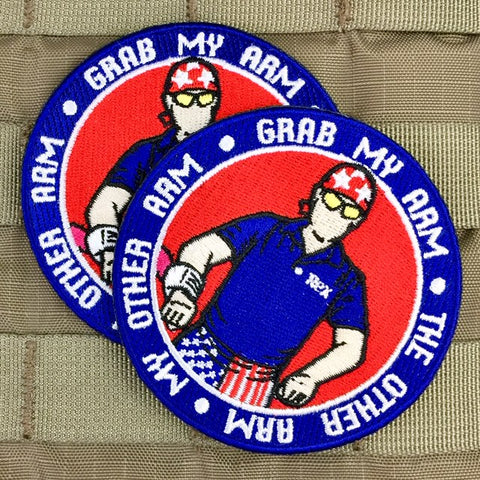 GRAB MY ARM
OTHER ARM
GRAB MY ARM • THE OTHER ARM • MY OTHER ARM •
REX